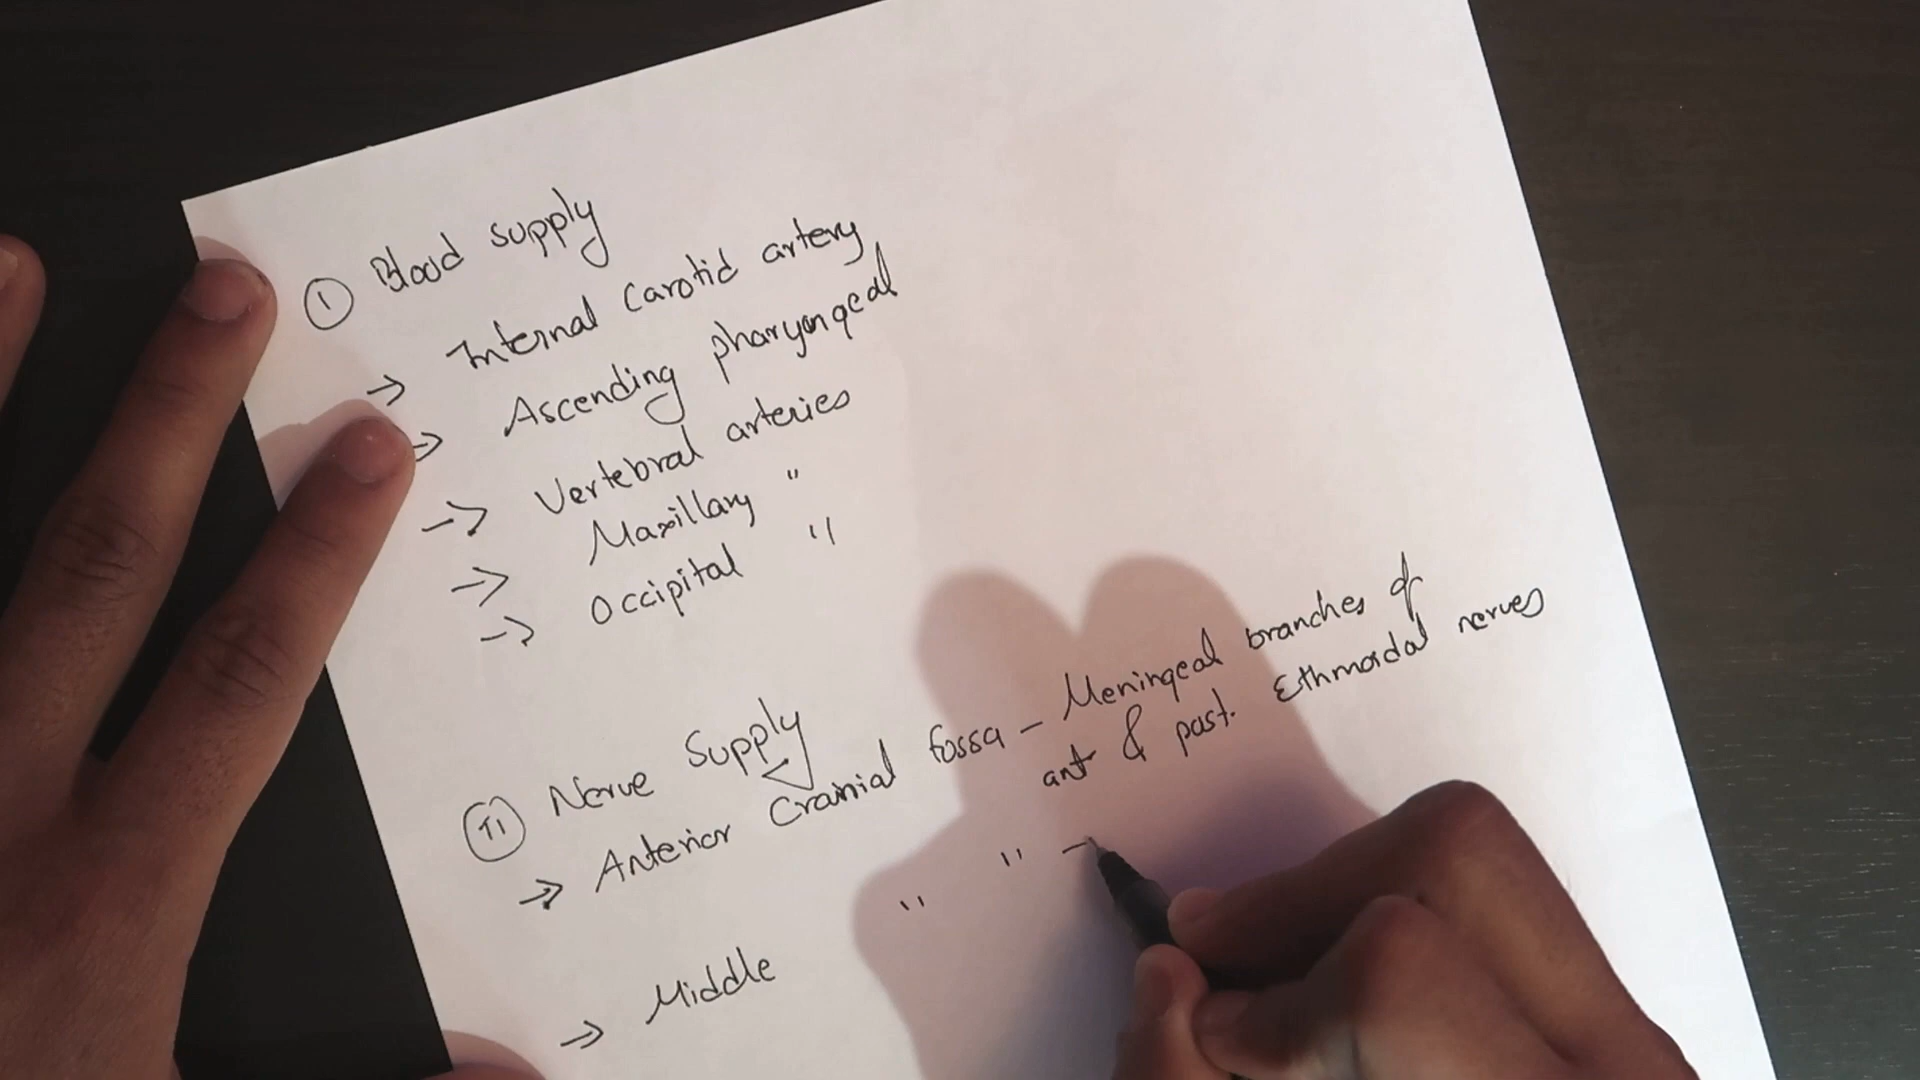 ① Blood supply
→ Internal Carotid artery
→ Ascending pharyngeal
→ Vertebral arteries
→ Maxillary "
→ Occipital "
II Nerve Supply
→ Anterior Crainial fossa - Meningeal branches of
ant & post. Ethmoidal nerves
→ Middle " " -